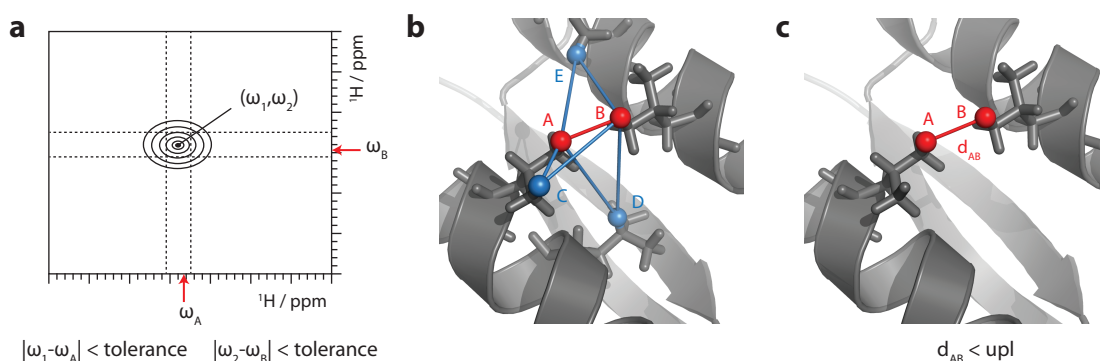 a
(ω₁,ω₂)
¹H / ppm
ω_B
¹H / ppm
ω_A
|ω₁-ω_A| < tolerance |ω₂-ω_B| < tolerance
b
E
A
B
C
D
c
A
B
d_AB
d_AB < upl